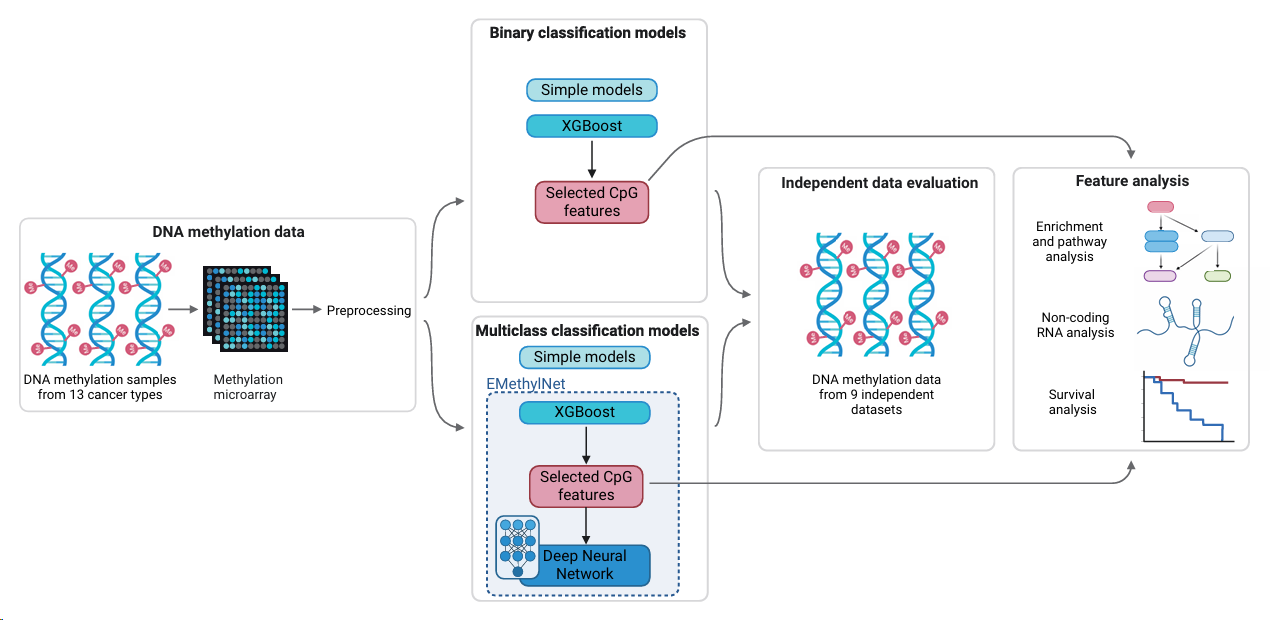 DNA methylation data
DNA methylation samples
from 13 cancer types
Methylation
microarray
Preprocessing
Binary classification models
Simple models
XGBoost
Selected CpG
features
Multiclass classification models
Simple models
EMethylNet
XGBoost
Selected CpG
features
Deep Neural
Network
Independent data evaluation
DNA methylation data
from 9 independent
datasets
Feature analysis
Enrichment
and pathway
analysis
Non-coding
RNA analysis
Survival
analysis